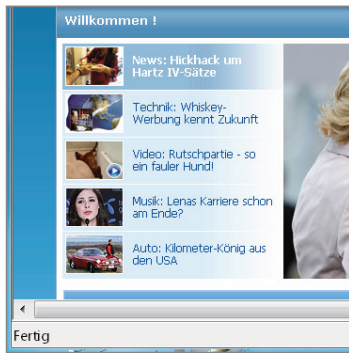 Willkommen !
News: Hickhack um
Hartz IV-Sätze
Technik: Whiskey-
Werbung kennt Zukunft
Video: Rutschpartie - so
ein fauler Hund!
Musik: Lenas Karriere schon
am Ende?
Auto: Kilometer-König aus
den USA
Fertig